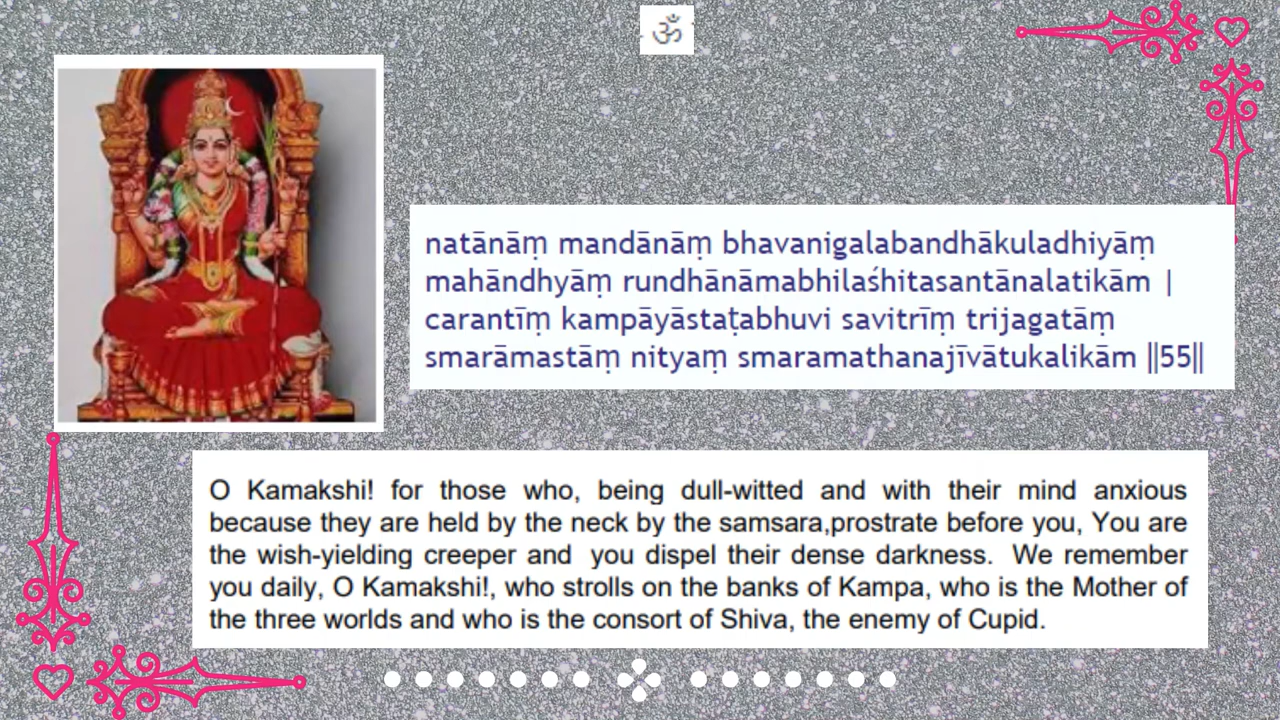 ॐ
natānāṃ mandānāṃ bhavanigalabandhākuladhiyāṃ
mahāndhyāṃ rundhānāmabhilaśhitasantānalatikām |
carantīṃ kampāyāstaṭabhuvi savitrīṃ trijagatāṃ
smarāmastāṃ nityaṃ smaramathanajīvātukalikām ||55||
O Kamakshi! for those who, being dull-witted and with their mind anxious
because they are held by the neck by the samsara,prostrate before you, You are
the wish-yielding creeper and you dispel their dense darkness. We remember
you daily, O Kamakshi!, who strolls on the banks of Kampa, who is the Mother of
the three worlds and who is the consort of Shiva, the enemy of Cupid.